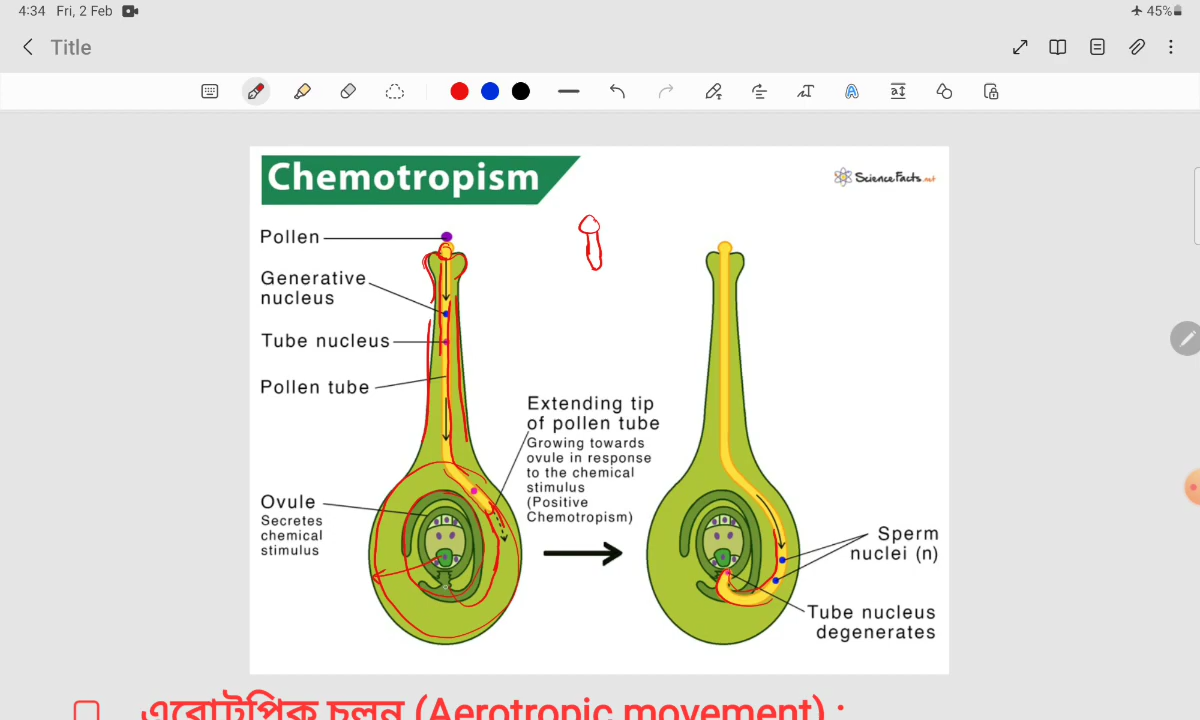 4:34 Fri, 2 Feb
45%
Title
Chemotropism
ScienceFacts.net
Pollen
Generative
nucleus
Tube nucleus
Pollen tube
Extending tip
of pollen tube
Growing towards
ovule in response
to the chemical
stimulus
(Positive
Chemotropism)
Ovule
Secretes
chemical
stimulus
Sperm
nuclei (n)
Tube nucleus
degenerates
এরোট্রপিক চলন (Aerotropic movement) :